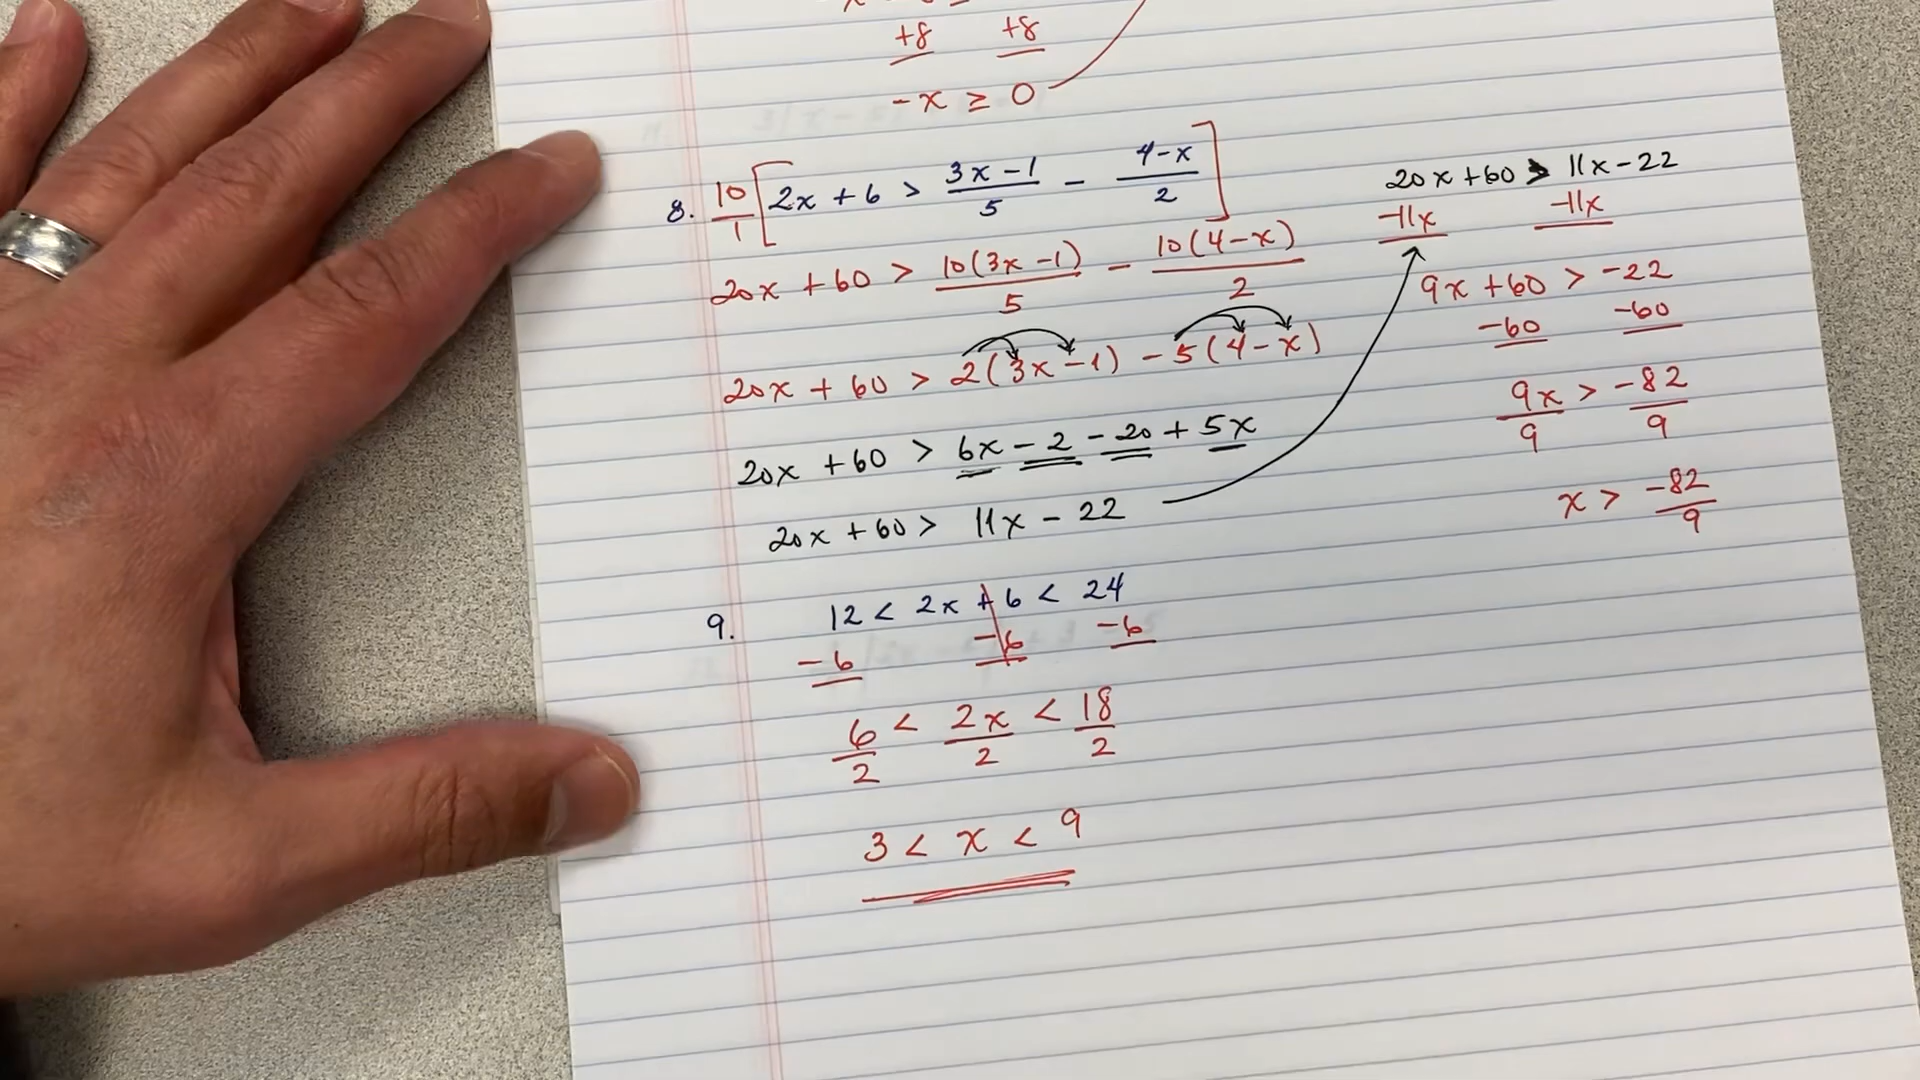 +8 +8
-x ≥ 0
8. 10/1 [2x + 6 > (3x - 1)/5 - (4-x)/2]
20x + 60 > 10(3x - 1)/5 - 10(4-x)/2
20x + 60 > 2(3x - 1) - 5(4-x)
20x + 60 > 6x - 2 - 20 + 5x
20x + 60 > 11x - 22
20x + 60 > 11x - 22
-11x -11x
9x + 60 > -22
-60 -60
9x/9 > -82/9
x > -82/9
9. 12 < 2x + 6 < 24
-6 -6 -6
6/2 < 2x/2 < 18/2
3 < x < 9